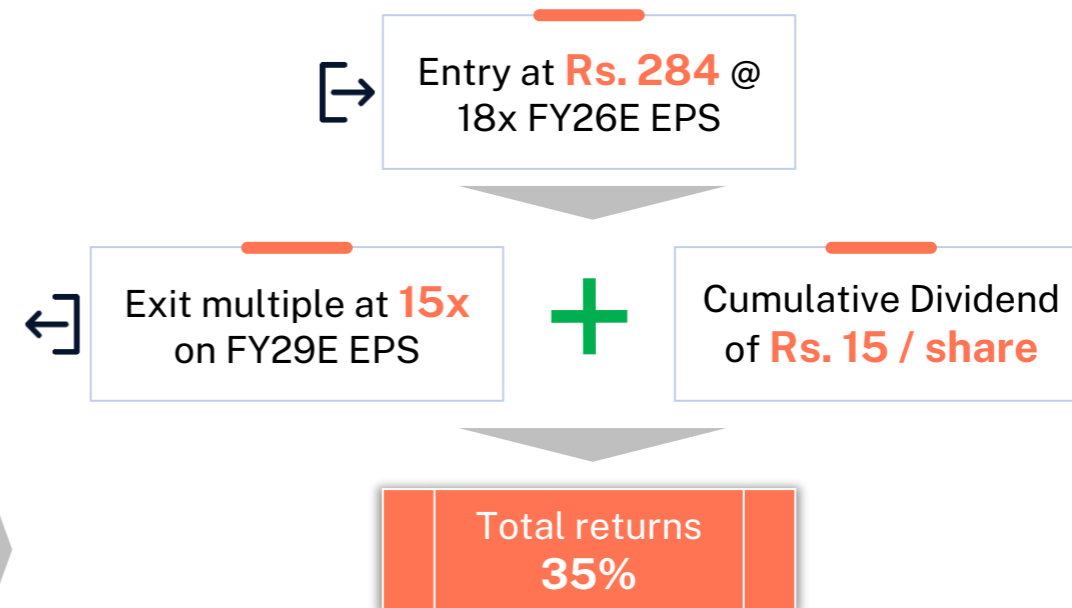 Entry at Rs. 284 @
18x FY26E EPS
Exit multiple at 15x
on FY29E EPS
Cumulative Dividend
of Rs. 15 / share
Total returns
35%